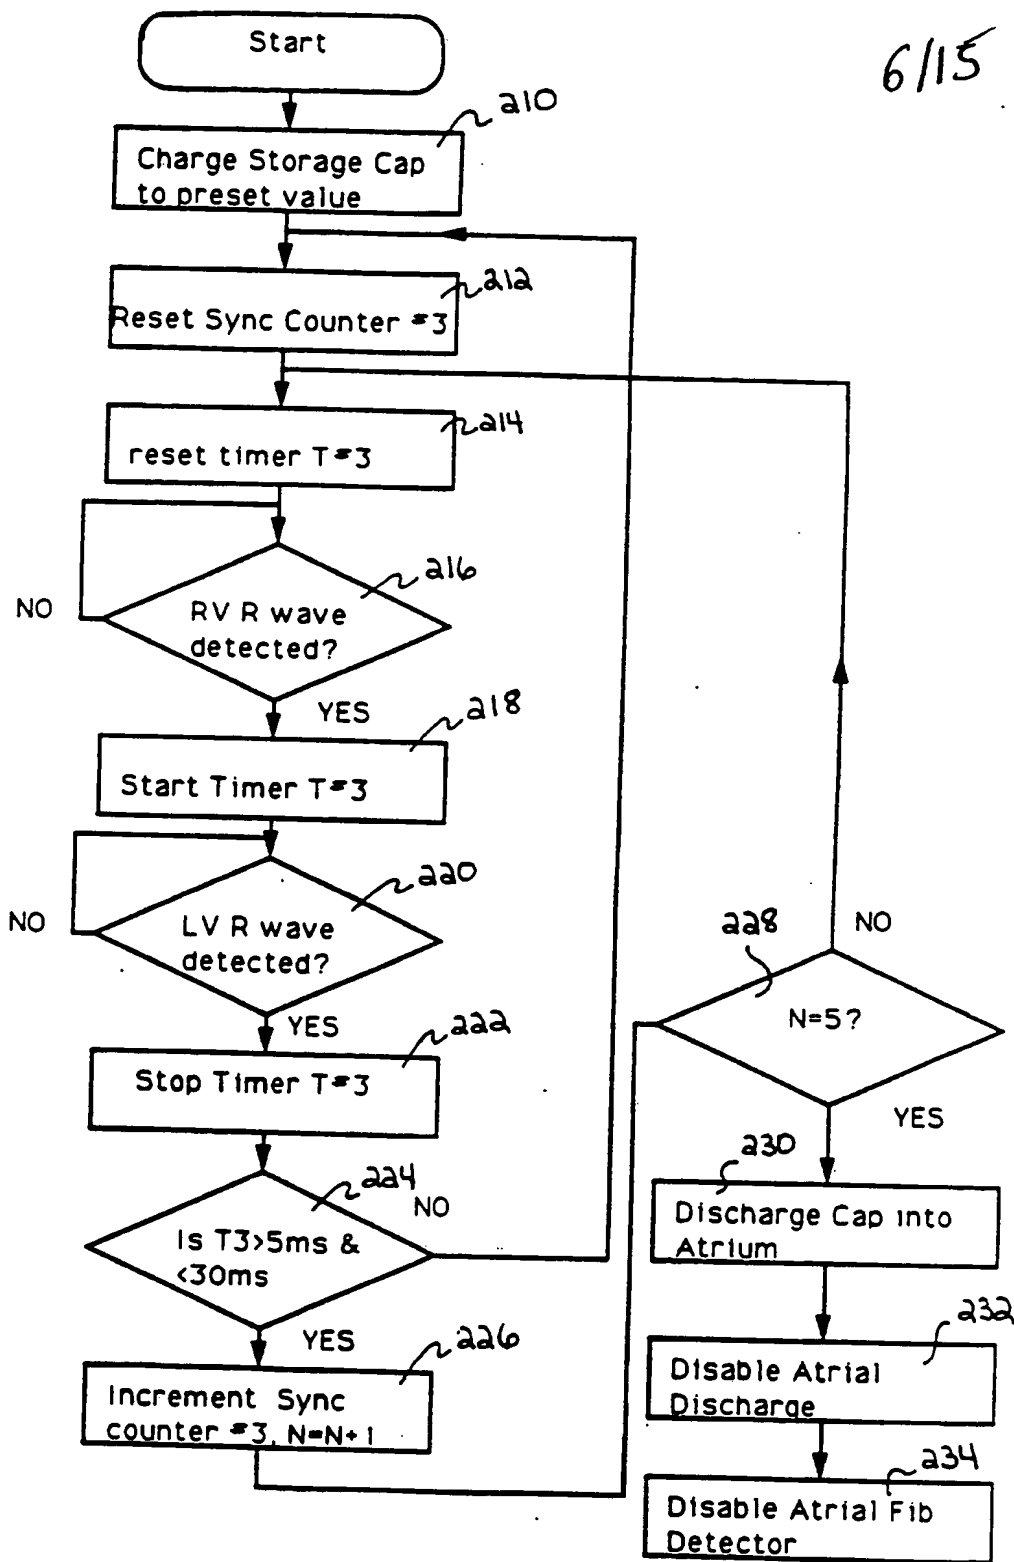 6/15
Start
210
Charge Storage Cap
to preset value
212
Reset Sync Counter #3
214
reset timer T#3
216
NO
RV R wave
detected?
YES
218
Start Timer T#3
220
NO
LV R wave
detected?
YES
222
Stop Timer T#3
224
NO
Is T3>5ms &
<30ms
YES
226
Increment Sync
counter #3, N=N+1
228
NO
N=5?
YES
230
Discharge Cap into
Atrium
232
Disable Atrial
Discharge
234
Disable Atrial Fib
Detector